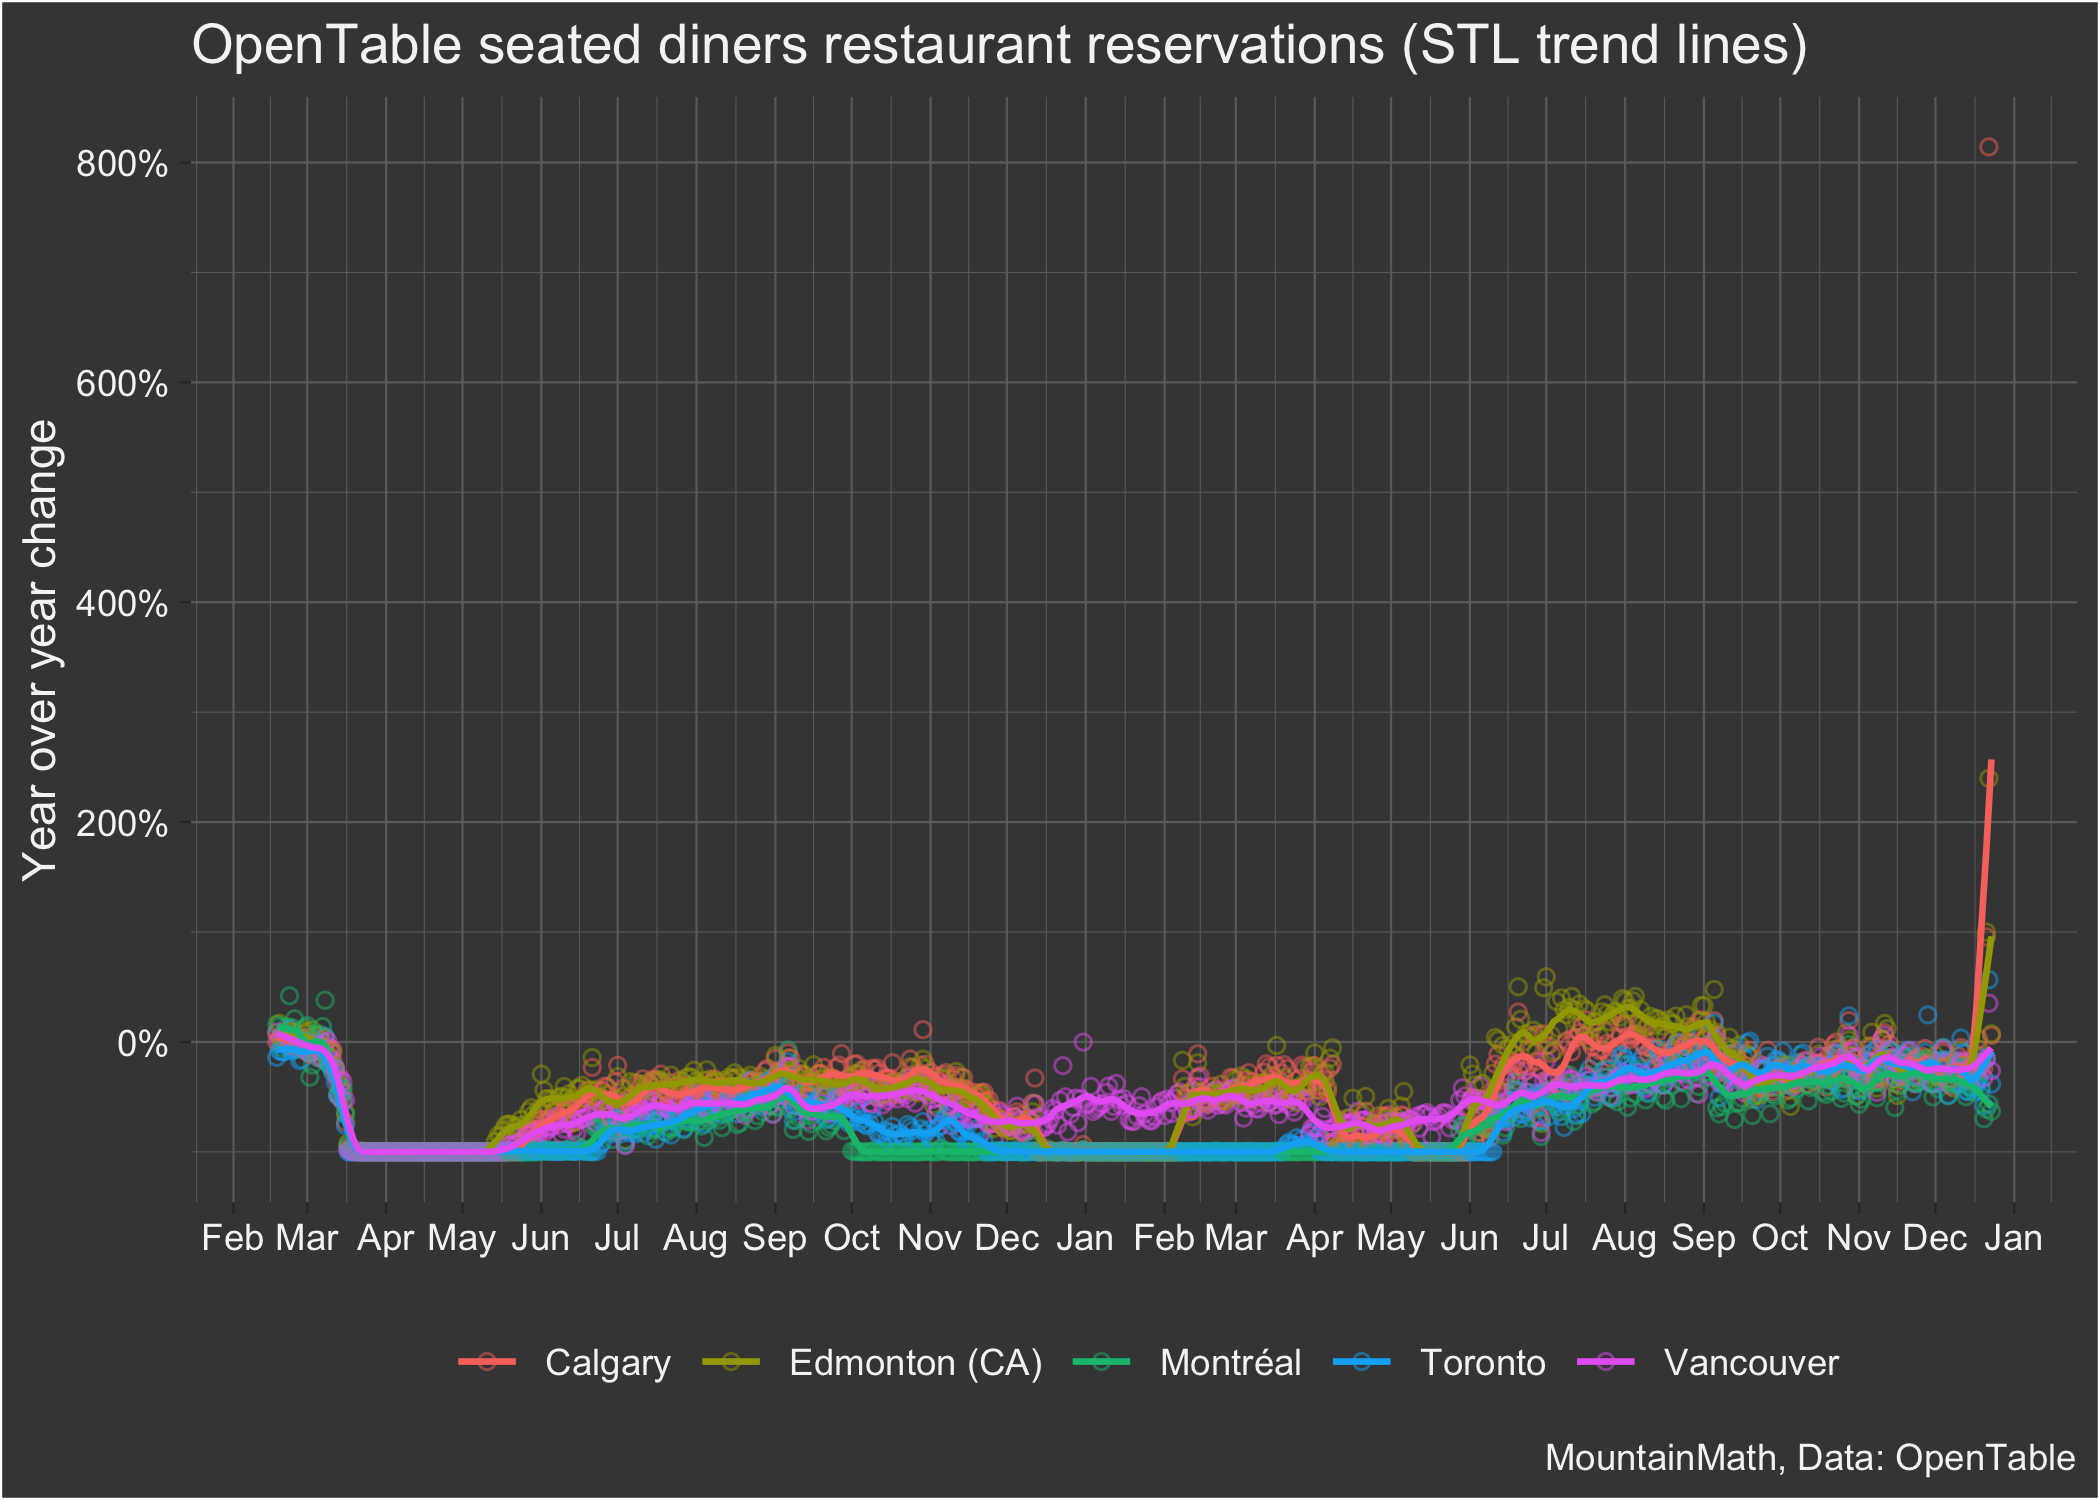 OpenTable seated diners restaurant reservations (STL trend lines)
Year over year change
800%
600%
400%
200%
0%
Feb Mar Apr May Jun Jul Aug Sep Oct Nov Dec Jan Feb Mar Apr May Jun Jul Aug Sep Oct Nov Dec Jan
Calgary Edmonton (CA) Montréal Toronto Vancouver
MountainMath, Data: OpenTable